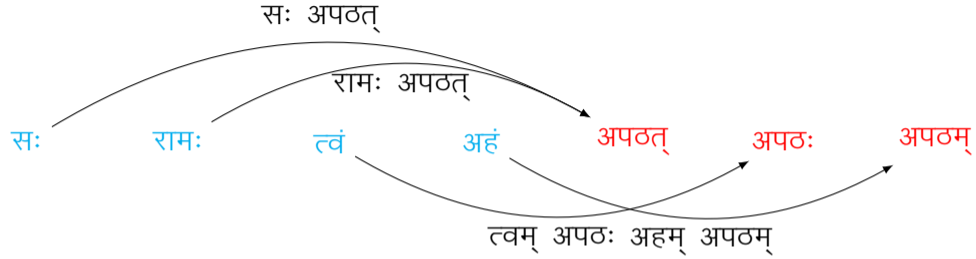 सः अपठत्
रामः अपठत्
सः रामः त्वं अहं अपठत् अपठः अपठम्
त्वम् अपठः अहम् अपठम्